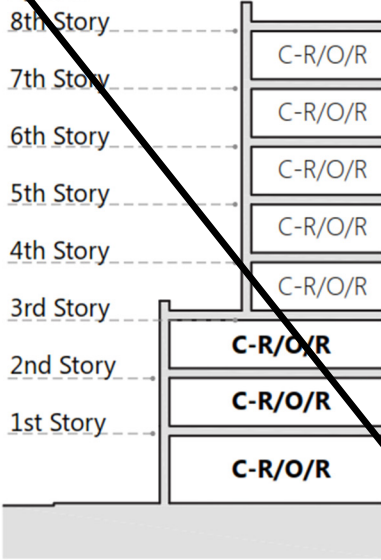 8th Story
C-R/O/R
7th Story
C-R/O/R
6th Story
C-R/O/R
5th Story
C-R/O/R
4th Story
C-R/O/R
3rd Story
C-R/O/R
2nd Story
C-R/O/R
1st Story
C-R/O/R